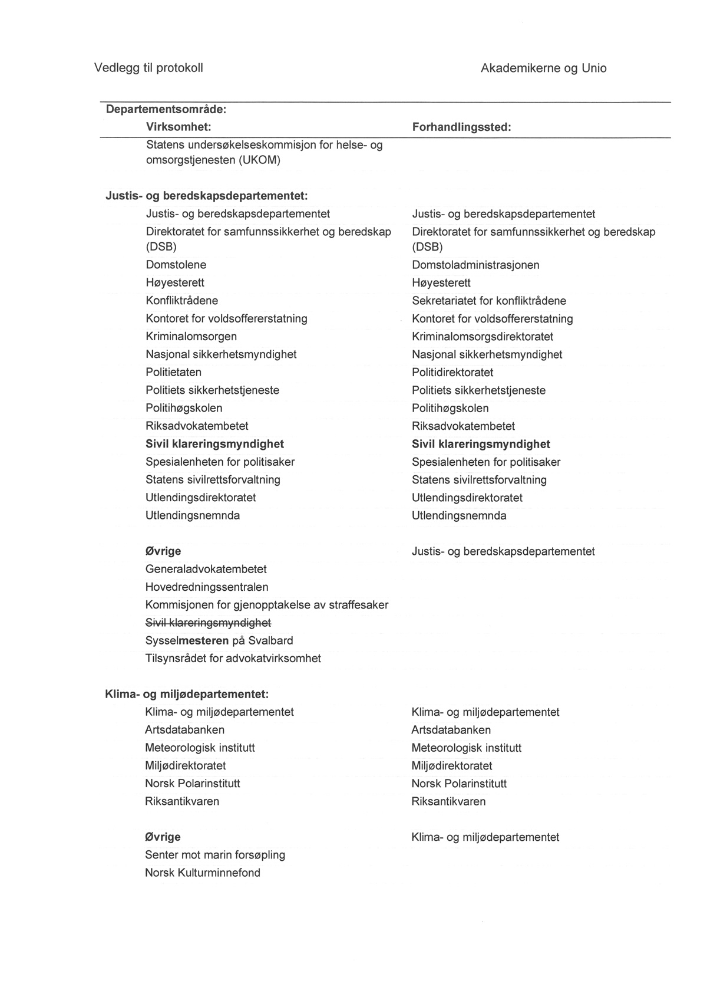 Vedlegg til protokoll Akademikerne og Unio
Departementsområde:
Virksomhet: Forhandlingssted:
Statens undersøkelseskommisjon for helse- og
omsorgstjenesten (UKOM)
Justis- og beredskapsdepartementet:
Justis- og beredskapsdepartementet Justis- og beredskapsdepartementet
Direktoratet for samfunnssikkerhet og beredskap Direktoratet for samfunnssikkerhet og beredskap
(DSB) (DSB)
Domstolene Domstoladministrasjonen
Høyesterett Høyesterett
Konfliktrådene Sekretariatet for konfliktrådene
Kontoret for voldsoffererstatning Kontoret for voldsoffererstatning
Kriminalomsorgen Kriminalomsorgsdirektoratet
Nasjonal sikkerhetsmyndighet Nasjonal sikkerhetsmyndighet
Politietaten Politidirektoratet
Politiets sikkerhetstjeneste Politiets sikkerhetstjeneste
Politihøgskolen Politihøgskolen
Riksadvokatembetet Riksadvokatembetet
Sivil klareringsmyndighet Sivil klareringsmyndighet
Spesialenheten for politisaker Spesialenheten for politisaker
Statens sivilrettsforvaltning Statens sivilrettsforvaltning
Utlendingsdirektoratet Utlendingsdirektoratet
Utlendingsnemnda Utlendingsnemnda
Øvrige Justis- og beredskapsdepartementet
Generaladvokatembetet
Hovedredningssentralen
Kommisjonen for gjenopptakelse av straffesaker
Sivil klareringsmyndighet
Sysselmesteren på Svalbard
Tilsynsrådet for advokatvirksomhet
Klima- og miljødepartementet:
Klima- og miljødepartementet Klima- og miljødepartementet
Artsdatabanken Artsdatabanken
Meteorologisk institutt Meteorologisk institutt
Miljødirektoratet Miljødirektoratet
Norsk Polarinstitutt Norsk Polarinstitutt
Riksantikvaren Riksantikvaren
Øvrige Klima- og miljødepartementet
Senter mot marin forsøpling
Norsk Kulturminnefond